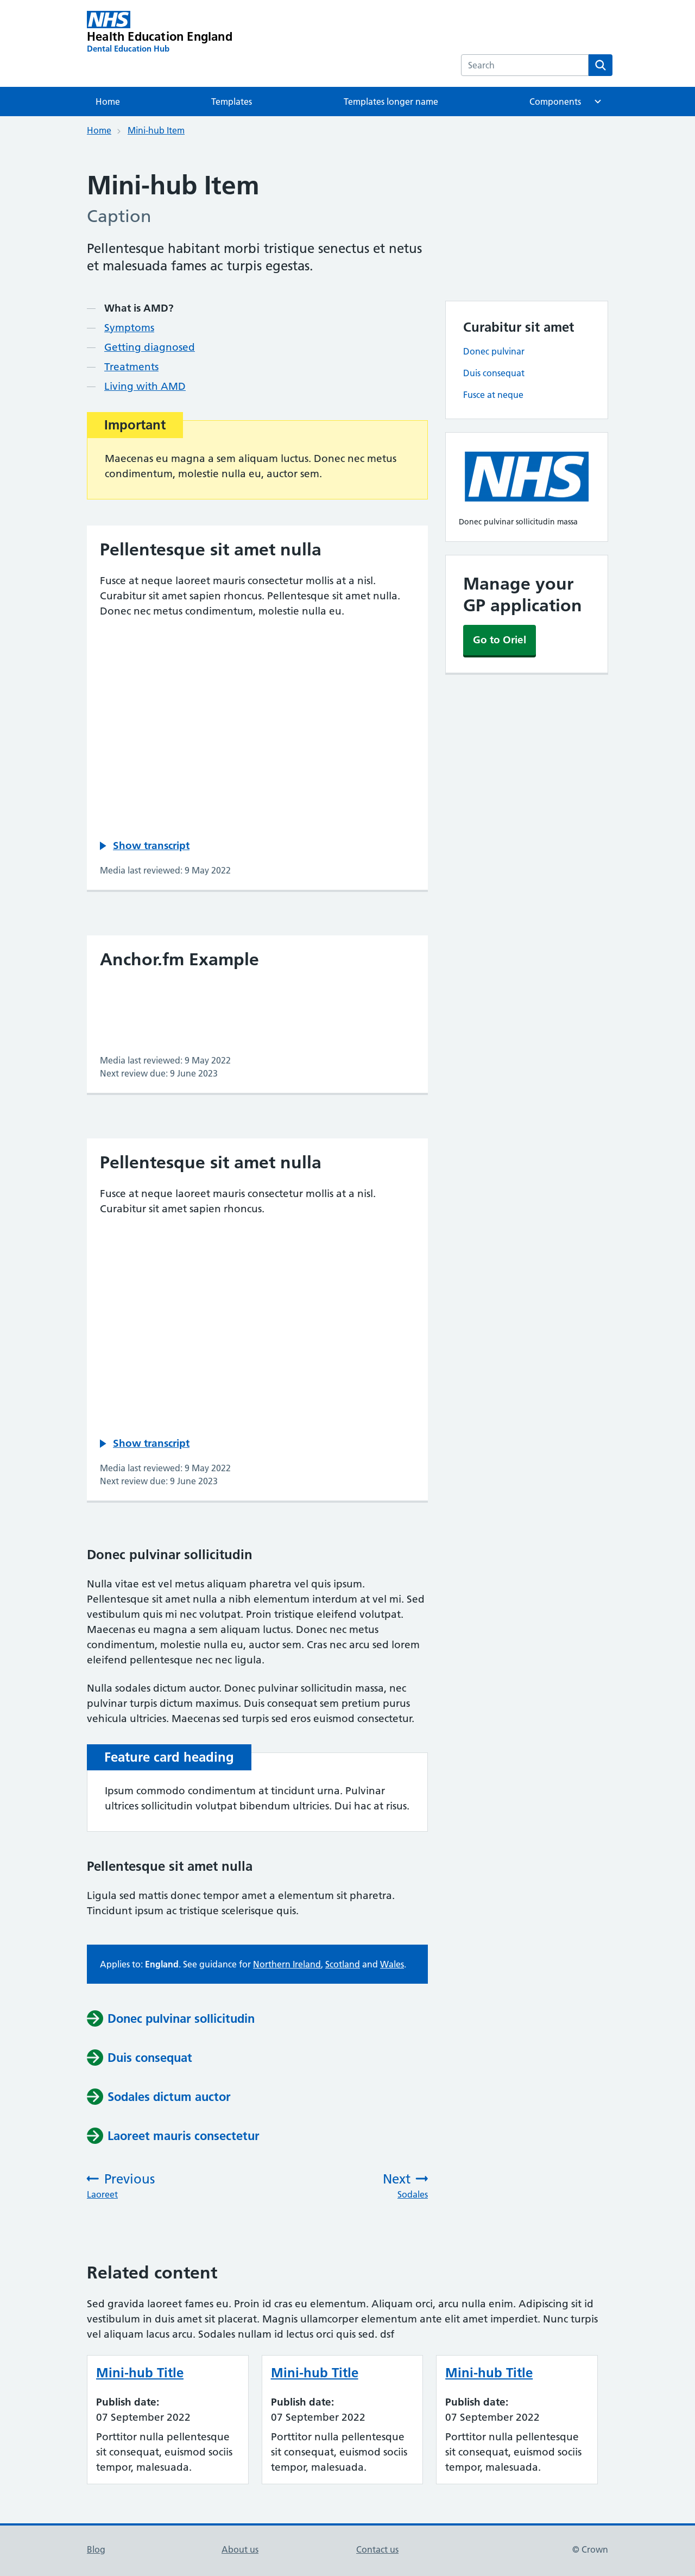 NHS
Health Education England
Dental Education Hub
Search
Home
Templates
Templates longer name
Components
Home
Mini-hub Item
Mini-hub Item
Caption
Pellentesque habitant morbi tristique senectus et netus
et malesuada fames ac turpis egestas.
What is AMD?
Symptoms
Getting diagnosed
Treatments
Living with AMD
Important
Maecenas eu magna a sem aliquam luctus. Donec nec metus
condimentum, molestie nulla eu, auctor sem.
Pellentesque sit amet nulla
Fusce at neque laoreet mauris consectetur mollis at a nisl.
Curabitur sit amet sapien rhoncus. Pellentesque sit amet nulla.
Donec nec metus condimentum, molestie nulla eu.
Show transcript
Media last reviewed: 9 May 2022
Anchor.fm Example
Media last reviewed: 9 May 2022
Next review due: 9 June 2023
Pellentesque sit amet nulla
Fusce at neque laoreet mauris consectetur mollis at a nisl.
Curabitur sit amet sapien rhoncus.
Show transcript
Media last reviewed: 9 May 2022
Next review due: 9 June 2023
Donec pulvinar sollicitudin
Nulla vitae est vel metus aliquam pharetra vel quis ipsum.
Pellentesque sit amet nulla a nibh elementum interdum at vel mi. Sed
vestibulum quis mi nec volutpat. Proin tristique eleifend volutpat.
Maecenas eu magna a sem aliquam luctus. Donec nec metus
condimentum, molestie nulla eu, auctor sem. Cras nec arcu sed lorem
eleifend pellentesque nec nec ligula.
Nulla sodales dictum auctor. Donec pulvinar sollicitudin massa, nec
pulvinar turpis dictum maximus. Duis consequat sem pretium purus
vehicula ultricies. Maecenas sed turpis sed eros euismod consectetur.
Feature card heading
Ipsum commodo condimentum at tincidunt urna. Pulvinar
ultrices sollicitudin volutpat bibendum ultricies. Dui hac at risus.
Pellentesque sit amet nulla
Ligula sed mattis donec tempor amet a elementum sit pharetra.
Tincidunt ipsum ac tristique scelerisque quis.
Applies to: England. See guidance for Northern Ireland, Scotland and Wales.
Donec pulvinar sollicitudin
Duis consequat
Sodales dictum auctor
Laoreet mauris consectetur
Previous
Laoreet
Next
Sodales
Curabitur sit amet
Donec pulvinar
Duis consequat
Fusce at neque
NHS
Donec pulvinar sollicitudin massa
Manage your
GP application
Go to Oriel
Related content
Sed gravida laoreet fames eu. Proin id cras eu elementum. Aliquam orci, arcu nulla enim. Adipiscing sit id
vestibulum in duis amet sit placerat. Magnis ullamcorper elementum ante elit amet imperdiet. Nunc turpis
vel aliquam lacus arcu. Sodales nullam id lectus orci quis sed. dsf
Mini-hub Title
Publish date:
07 September 2022
Porttitor nulla pellentesque
sit consequat, euismod sociis
tempor, malesuada.
Mini-hub Title
Publish date:
07 September 2022
Porttitor nulla pellentesque
sit consequat, euismod sociis
tempor, malesuada.
Mini-hub Title
Publish date:
07 September 2022
Porttitor nulla pellentesque
sit consequat, euismod sociis
tempor, malesuada.
Blog
About us
Contact us
© Crown